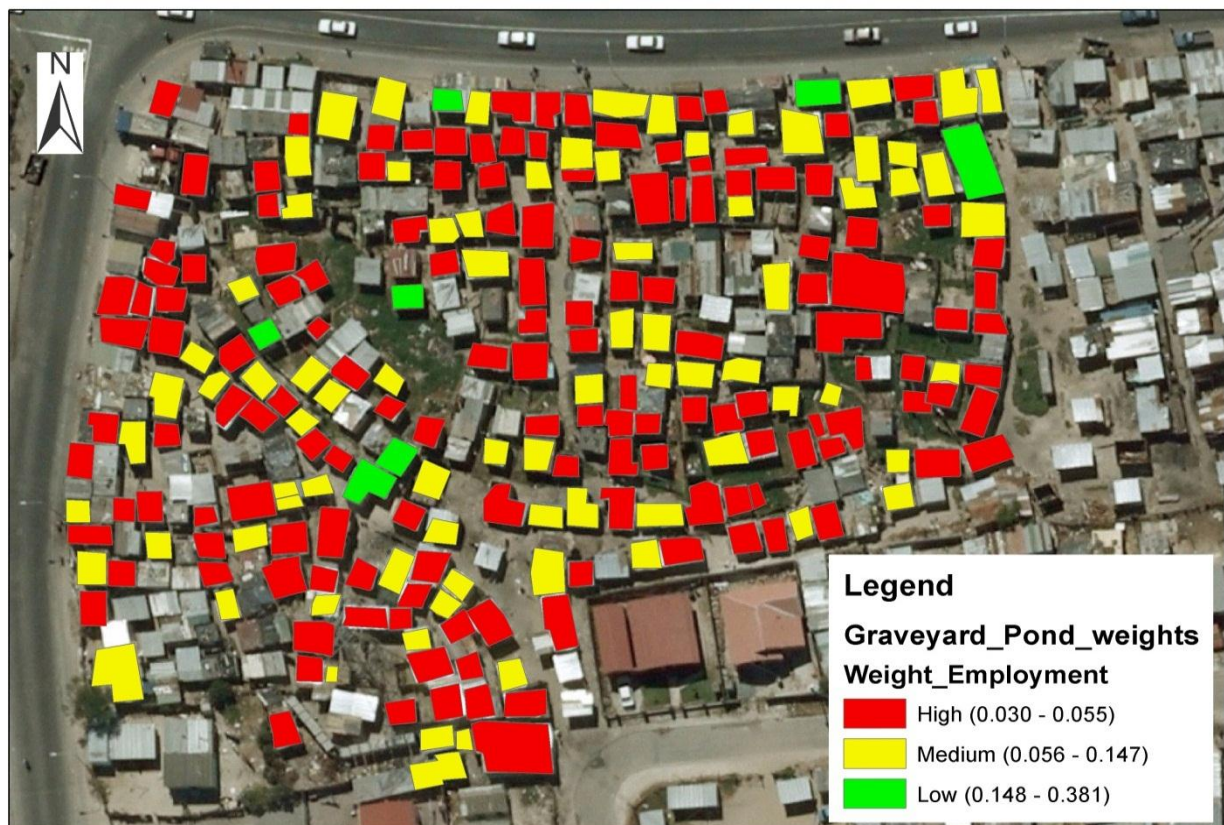 N
Legend
Graveyard_Pond_weights
Weight_Employment
High (0.030 - 0.055)
Medium (0.056 - 0.147)
Low (0.148 - 0.381)